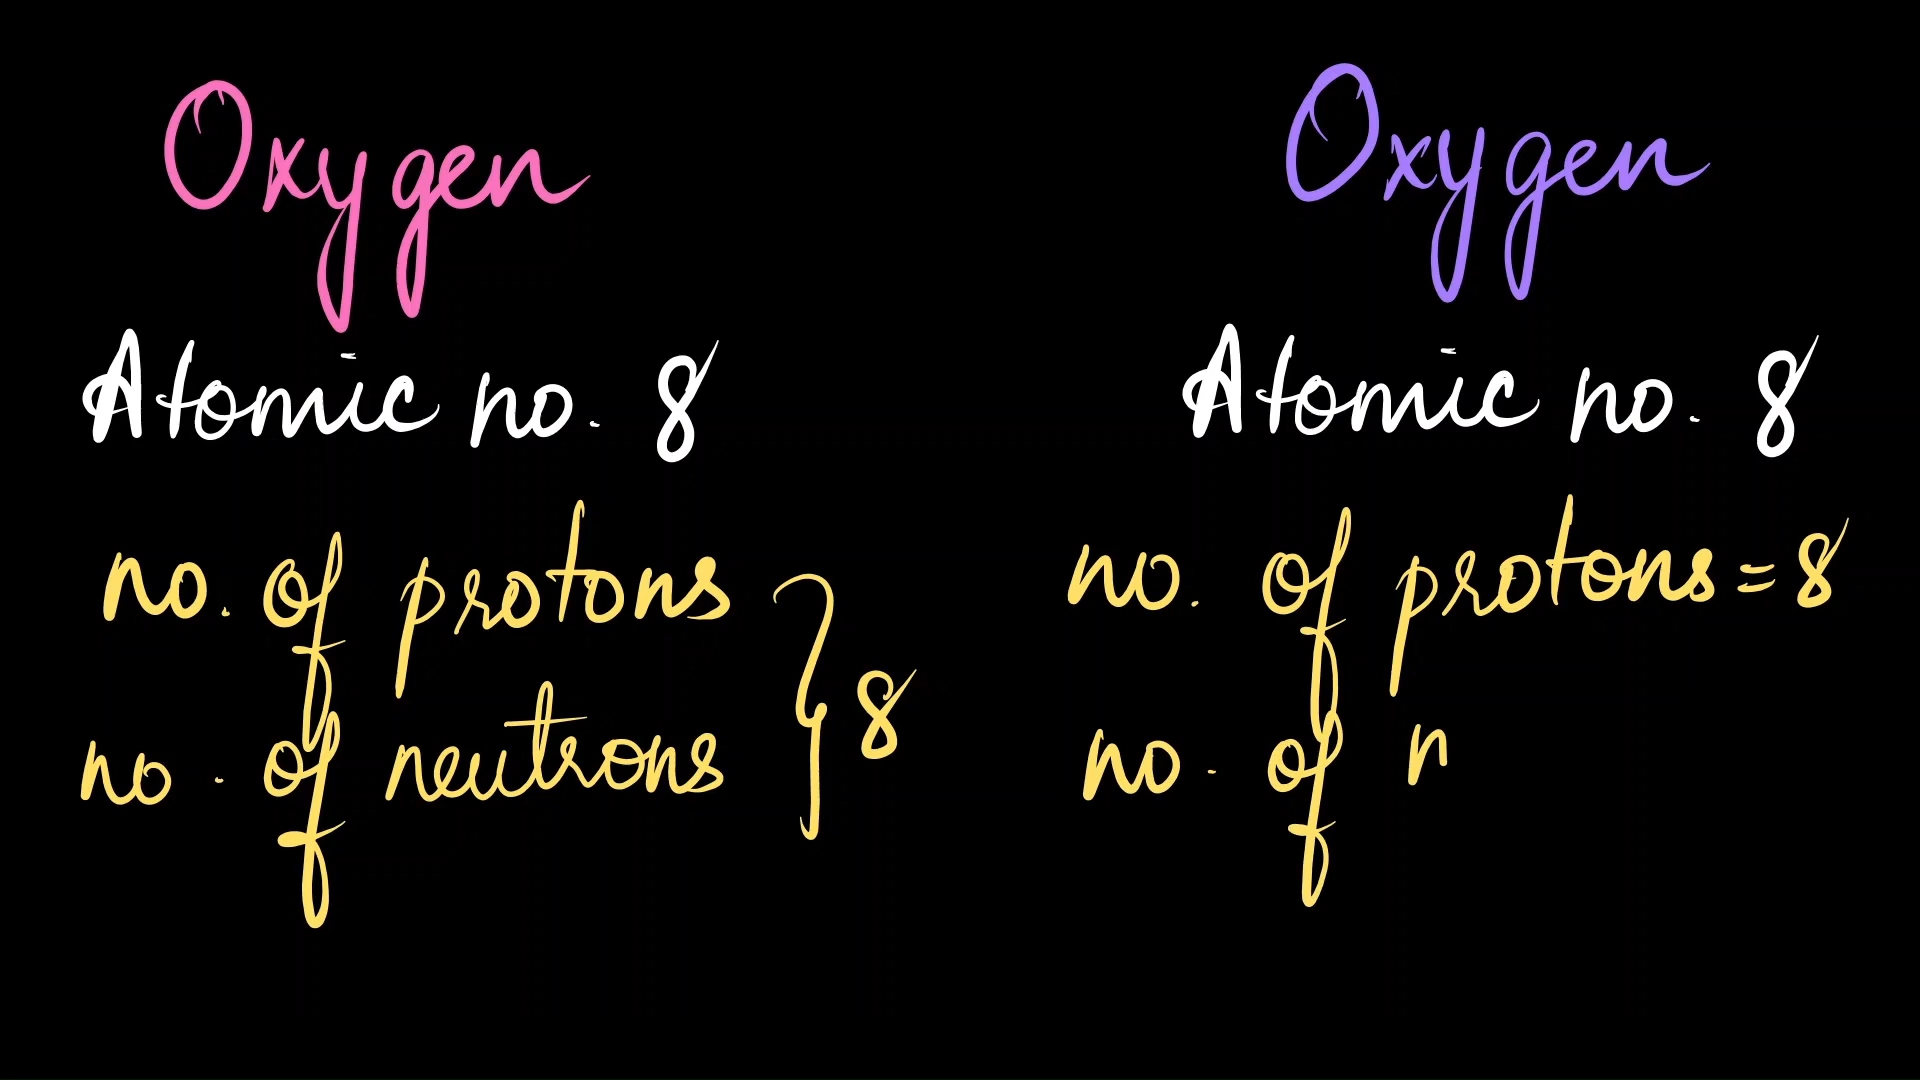 Oxygen
Atomic no. 8
no. of protons
no. of neutrons
8
Oxygen
Atomic no. 8
no. of protons = 8
no. of n